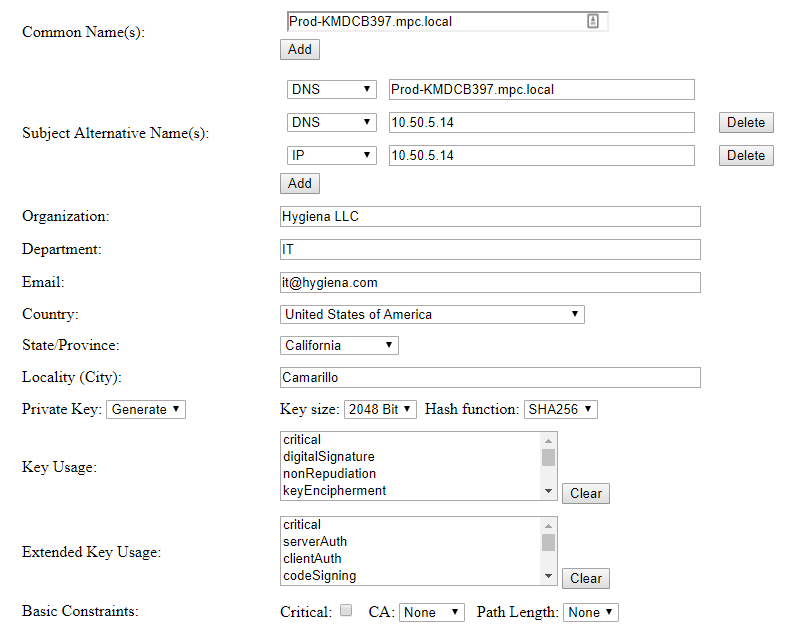 Common Name(s): Prod-KMDCB397.mpc.local
Add
DNS Prod-KMDCB397.mpc.local
Subject Alternative Name(s): DNS 10.50.5.14 Delete
IP 10.50.5.14 Delete
Add
Organization: Hygiena LLC
Department: IT
Email: it@hygiena.com
Country: United States of America
State/Province: California
Locality (City): Camarillo
Private Key: Generate Key size: 2048 Bit Hash function: SHA256
Key Usage: critical
digitalSignature
nonRepudiation
keyEncipherment
Clear
Extended Key Usage: critical
serverAuth
clientAuth
codeSigning
Clear
Basic Constraints: Critical: CA: None Path Length: None